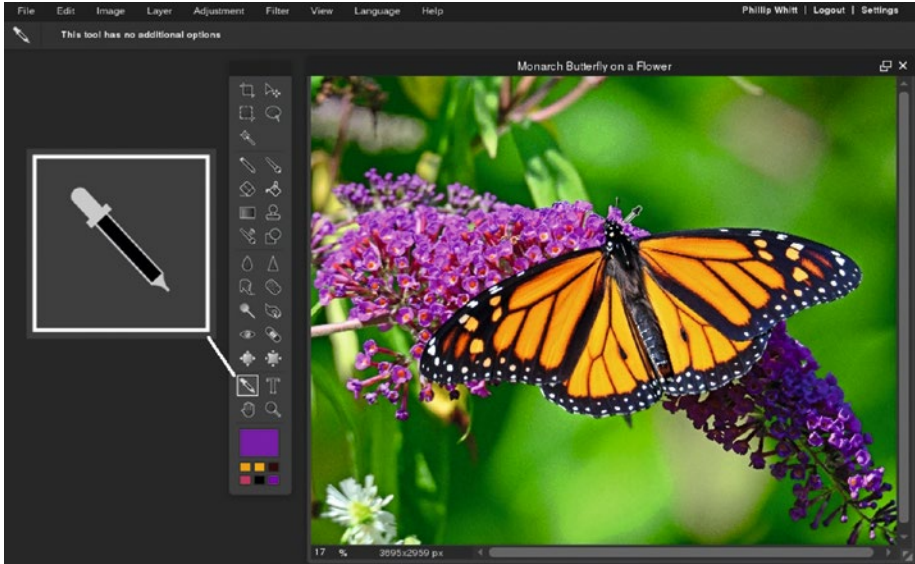 File Edit Image Layer Adjustment Filter View Language Help Phillip Whitt | Logout | Settings
This tool has no additional options
Monarch Butterfly on a Flower
T
17 % 3695x2959 px